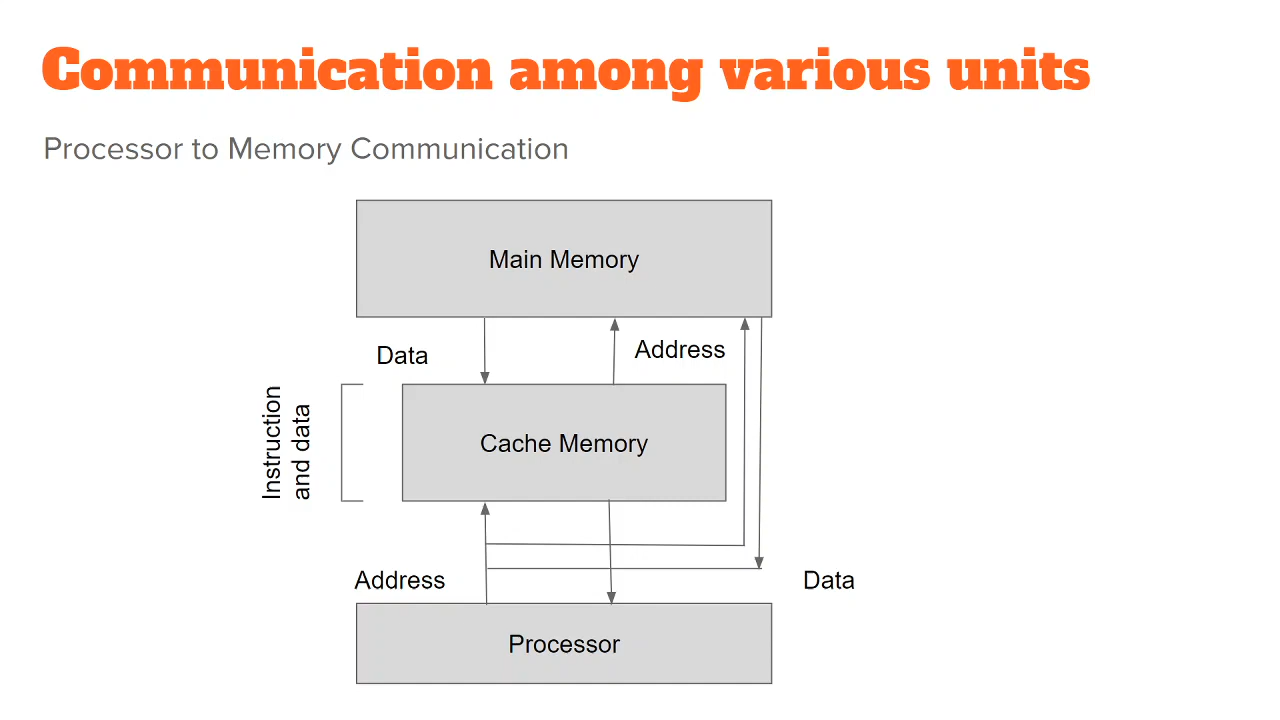 Communication among various units
Processor to Memory Communication
Main Memory
Data
Address
Instruction
and data
Cache Memory
Address
Data
Processor